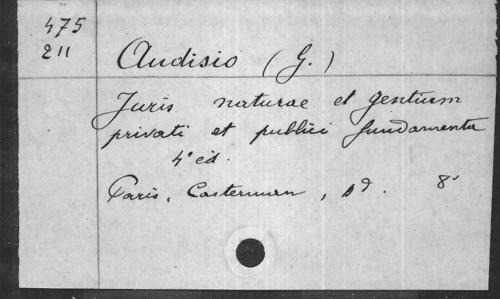 475
211
Audisio (G.)
Juris naturae et gentium
privati et publici fundamenta
4e éd.
Paris, Casterman, s d. 8°